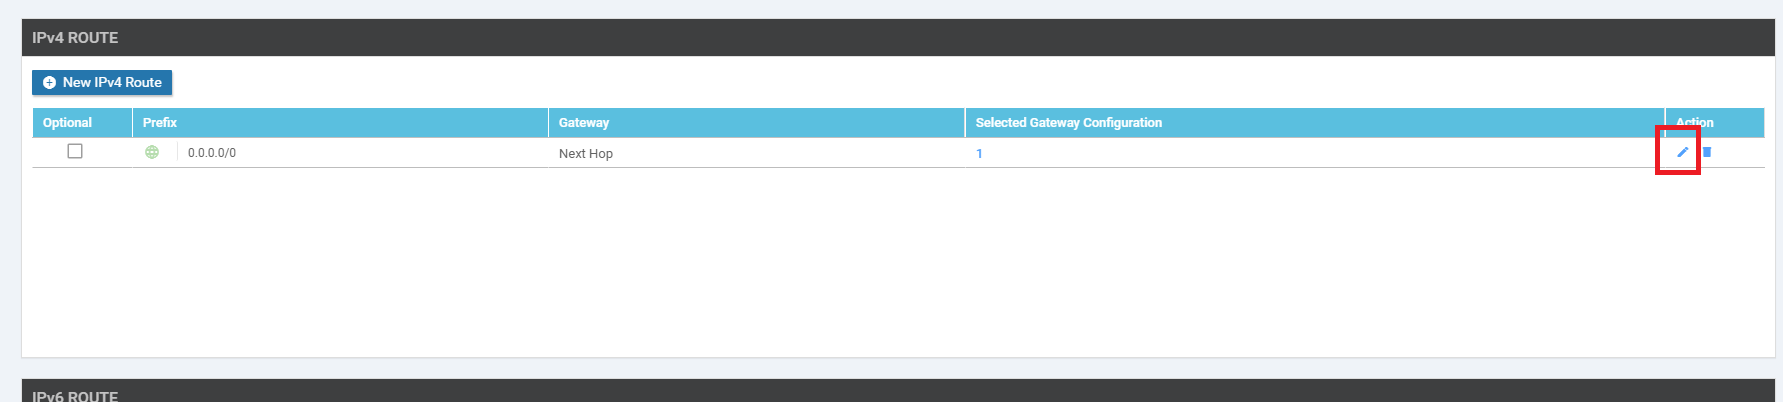 IPv4 ROUTE
New IPv4 Route
Optional Prefix Gateway Selected Gateway Configuration Action
0.0.0.0/0 Next Hop 1
IPv6 ROUTE